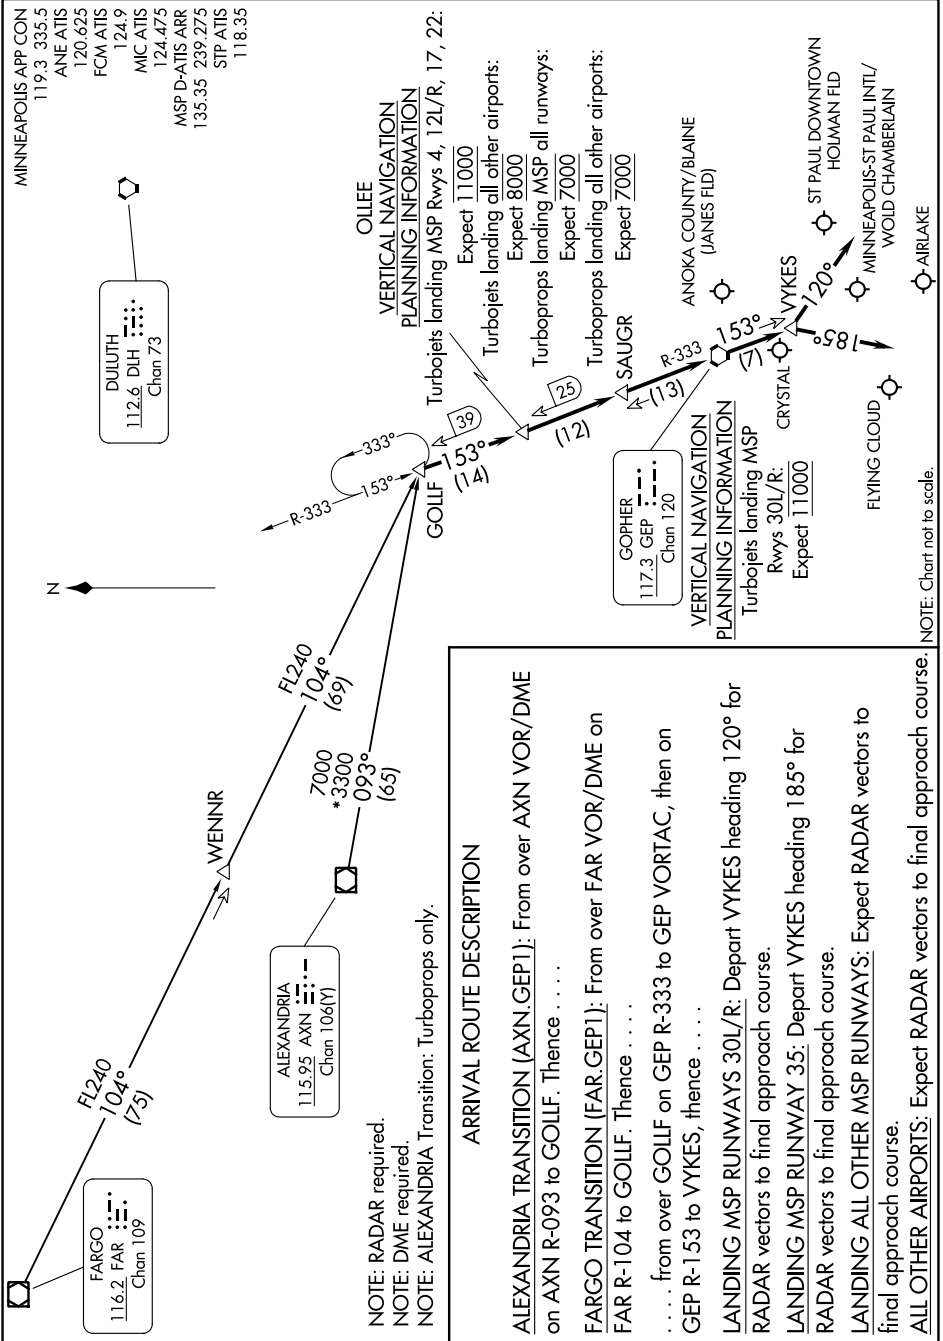 MINNEAPOLIS APP CON
119.3 335.5
ANE ATIS
120.625
FCM ATIS
124.9
MIC ATIS
124.475
MSP D-ATIS ARR
135.35 239.275
STP ATIS
118.35
DULUTH
112.6 DLH
Chan 73
OLLEE
VERTICAL NAVIGATION
PLANNING INFORMATION
Turbojets landing MSP Rwys 4, 12L/R, 17, 22:
Expect 11000
Turbojets landing all other airports:
Expect 8000
Turboprops landing MSP all runways:
Expect 7000
Turboprops landing all other airports:
Expect 7000
N
FARGO
116.2 FAR
Chan 109
FL240
104°
(75)
WENNR
FL240
104°
(69)
ALEXANDRIA
115.95 AXN
Chan 106(Y)
7000
*3300
093°
(65)
R-333
153°
333°
GOLLF
39
153°
(14)
25
(12)
SAUGR
(13)
R-333
GOPHER
117.3 GEP
Chan 120
153°
(7)
VYKES
120°
185°
ANOKA COUNTY/BLAINE
(JANES FLD)
CRYSTAL
ST PAUL DOWNTOWN
HOLMAN FLD
MINNEAPOLIS-ST PAUL INTL/
WOLD CHAMBERLAIN
AIRLAKE
FLYING CLOUD
VERTICAL NAVIGATION
PLANNING INFORMATION
Turbojets landing MSP
Rwys 30L/R:
Expect 11000
NOTE: RADAR required.
NOTE: DME required.
NOTE: ALEXANDRIA Transition: Turboprops only.
ARRIVAL ROUTE DESCRIPTION
ALEXANDRIA TRANSITION (AXN.GEP1): From over AXN VOR/DME
on AXN R-093 to GOLLF. Thence . . . .
FARGO TRANSITION (FAR.GEP1): From over FAR VOR/DME on
FAR R-104 to GOLLF. Thence . . . .
. . . . from over GOLLF on GEP R-333 to GEP VORTAC, then on
GEP R-153 to VYKES, thence . . . .
LANDING MSP RUNWAYS 30L/R: Depart VYKES heading 120° for
RADAR vectors to final approach course.
LANDING MSP RUNWAY 35: Depart VYKES heading 185° for
RADAR vectors to final approach course.
LANDING ALL OTHER MSP RUNWAYS: Expect RADAR vectors to
final approach course.
ALL OTHER AIRPORTS: Expect RADAR vectors to final approach course.
NOTE: Chart not to scale.